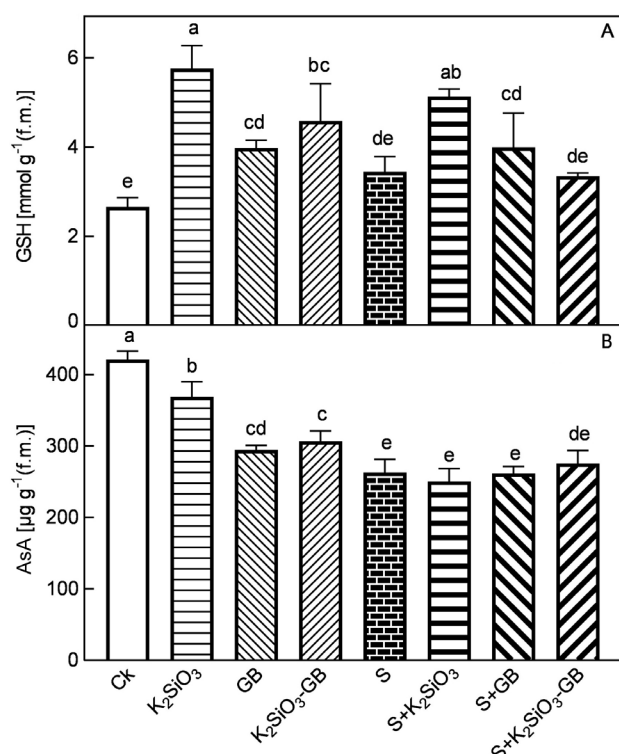 A
GSH [mmol g⁻¹ (f.m.)]
6
4
2
0
a
e
cd
bc
de
ab
cd
de
B
AsA [µg g⁻¹ (f.m.)]
400
300
200
100
0
a
b
cd
c
e
e
e
de
Ck
K₂SiO₃
GB
K₂SiO₃-GB
S
S+K₂SiO₃
S+GB
S+K₂SiO₃-GB